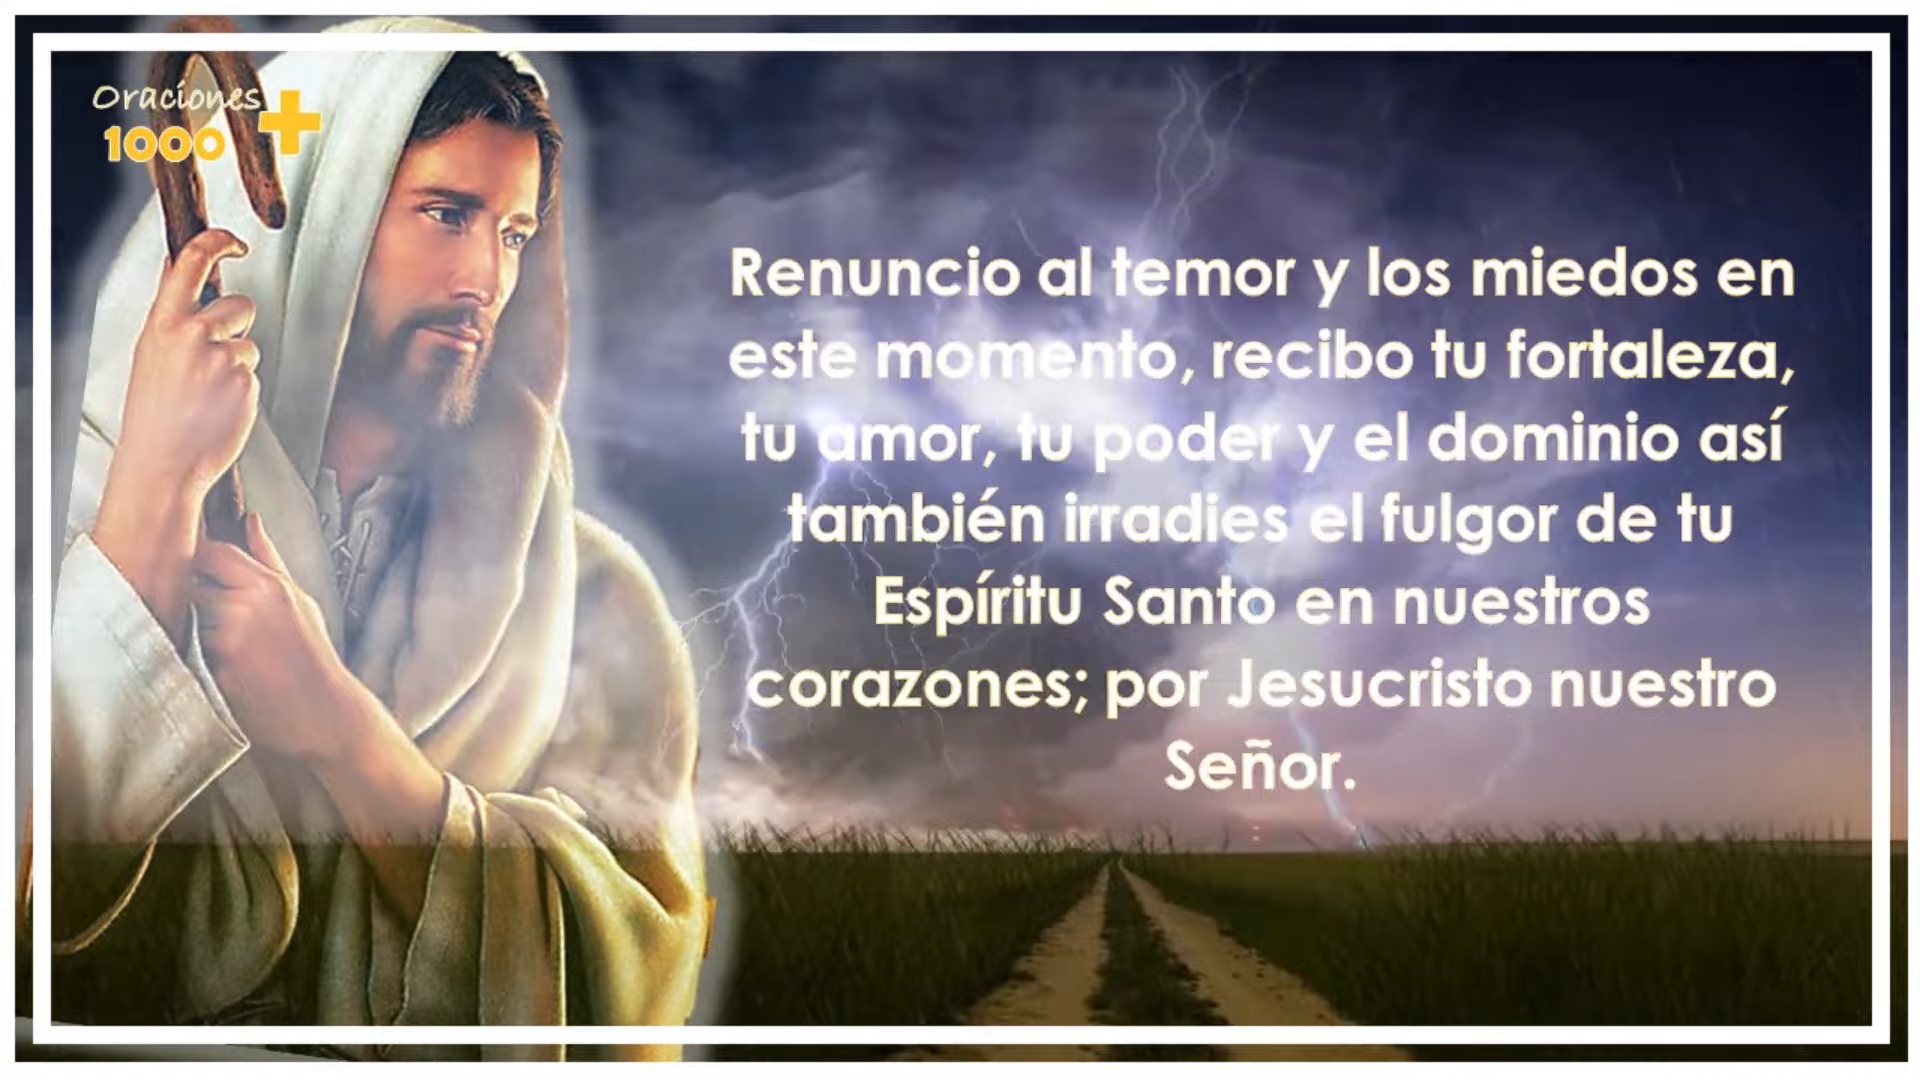 Oraciones
1000+
Renuncio al temor y los miedos en
este momento, recibo tu fortaleza,
tu amor, tu poder y el dominio así
también irradies el fulgor de tu
Espíritu Santo en nuestros
corazones; por Jesucristo nuestro
Señor.